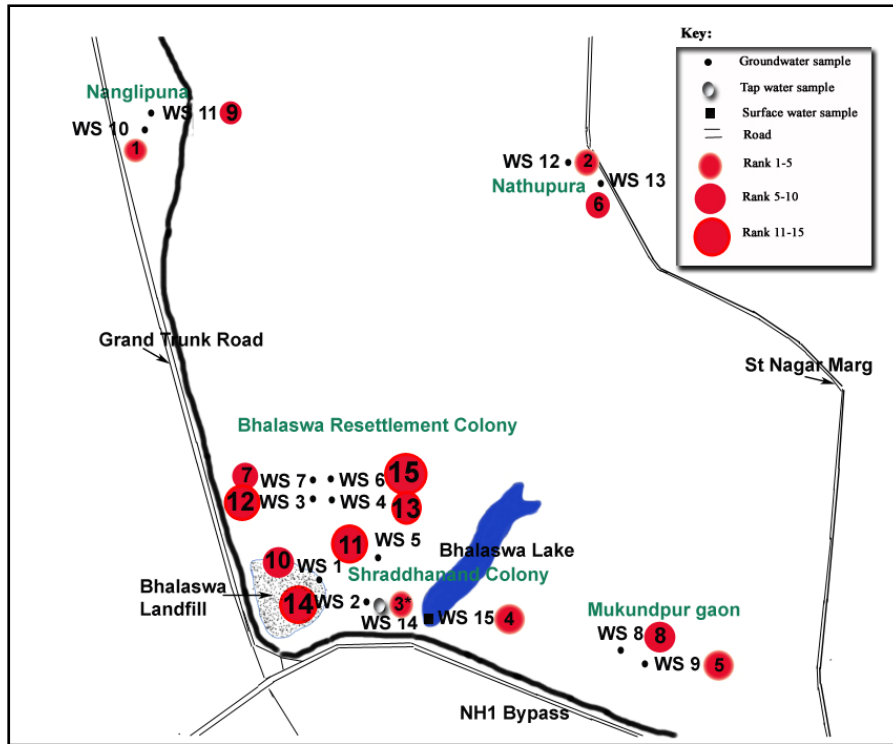 Key:
Groundwater sample
Tap water sample
Surface water sample
Road
Rank 1-5
Rank 5-10
Rank 11-15
Nanglipuna
WS 11 9
WS 10
1
WS 12 2
WS 13
Nathupura
6
Grand Trunk Road
St Nagar Marg
Bhalaswa Resettlement Colony
7 WS 7 WS 6 15
12 WS 3 WS 4 13
11 WS 5
Bhalaswa Lake
10 WS 1
Shraddhanand Colony
Bhalaswa
Landfill
14 WS 2 3*
WS 14 WS 15 4
Mukundpur gaon
WS 8 8
WS 9 5
NH1 Bypass